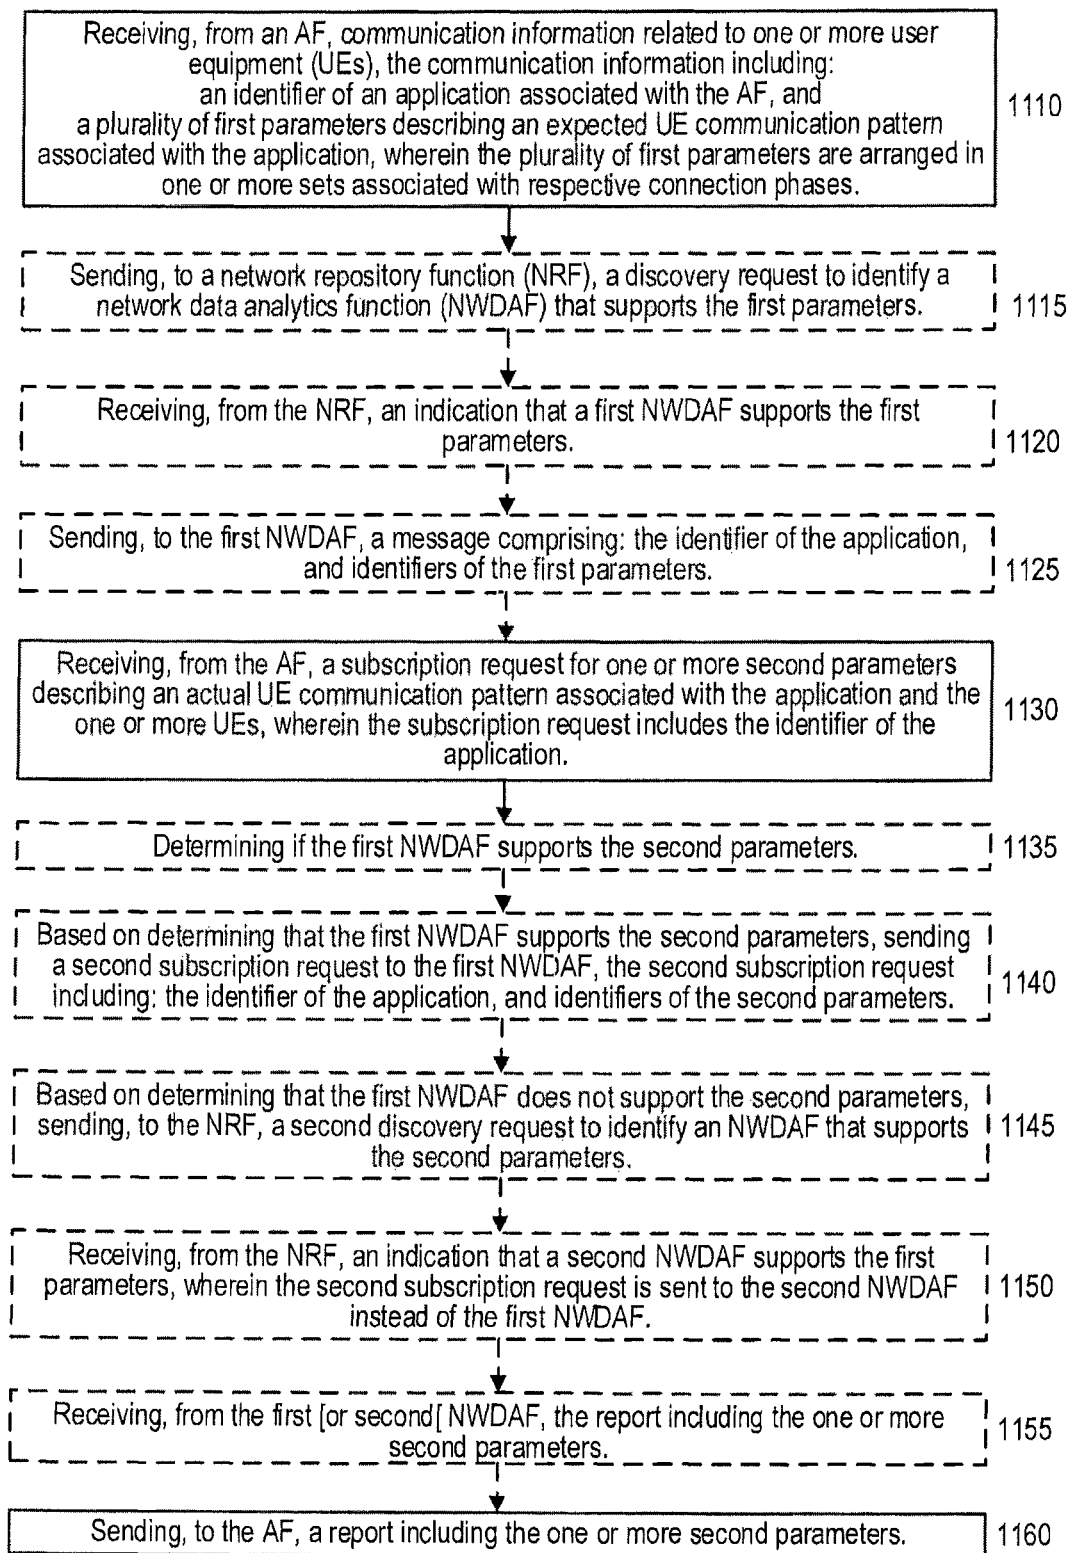 Receiving, from an AF, communication information related to one or more user
equipment (UEs), the communication information including:
an identifier of an application associated with the AF, and
a plurality of first parameters describing an expected UE communication pattern
associated with the application, wherein the plurality of first parameters are arranged in
one or more sets associated with respective connection phases.
1110
Sending, to a network repository function (NRF), a discovery request to identify a
network data analytics function (NWDAF) that supports the first parameters.
1115
Receiving, from the NRF, an indication that a first NWDAF supports the first
parameters.
1120
Sending, to the first NWDAF, a message comprising: the identifier of the application,
and identifiers of the first parameters.
1125
Receiving, from the AF, a subscription request for one or more second parameters
describing an actual UE communication pattern associated with the application and the
one or more UEs, wherein the subscription request includes the identifier of the
application.
1130
Determining if the first NWDAF supports the second parameters.
1135
Based on determining that the first NWDAF supports the second parameters, sending
a second subscription request to the first NWDAF, the second subscription request
including: the identifier of the application, and identifiers of the second parameters.
1140
Based on determining that the first NWDAF does not support the second parameters,
sending, to the NRF, a second discovery request to identify an NWDAF that supports
the second parameters.
1145
Receiving, from the NRF, an indication that a second NWDAF supports the first
parameters, wherein the second subscription request is sent to the second NWDAF
instead of the first NWDAF.
1150
Receiving, from the first [or second[ NWDAF, the report including the one or more
second parameters.
1155
Sending, to the AF, a report including the one or more second parameters.
1160